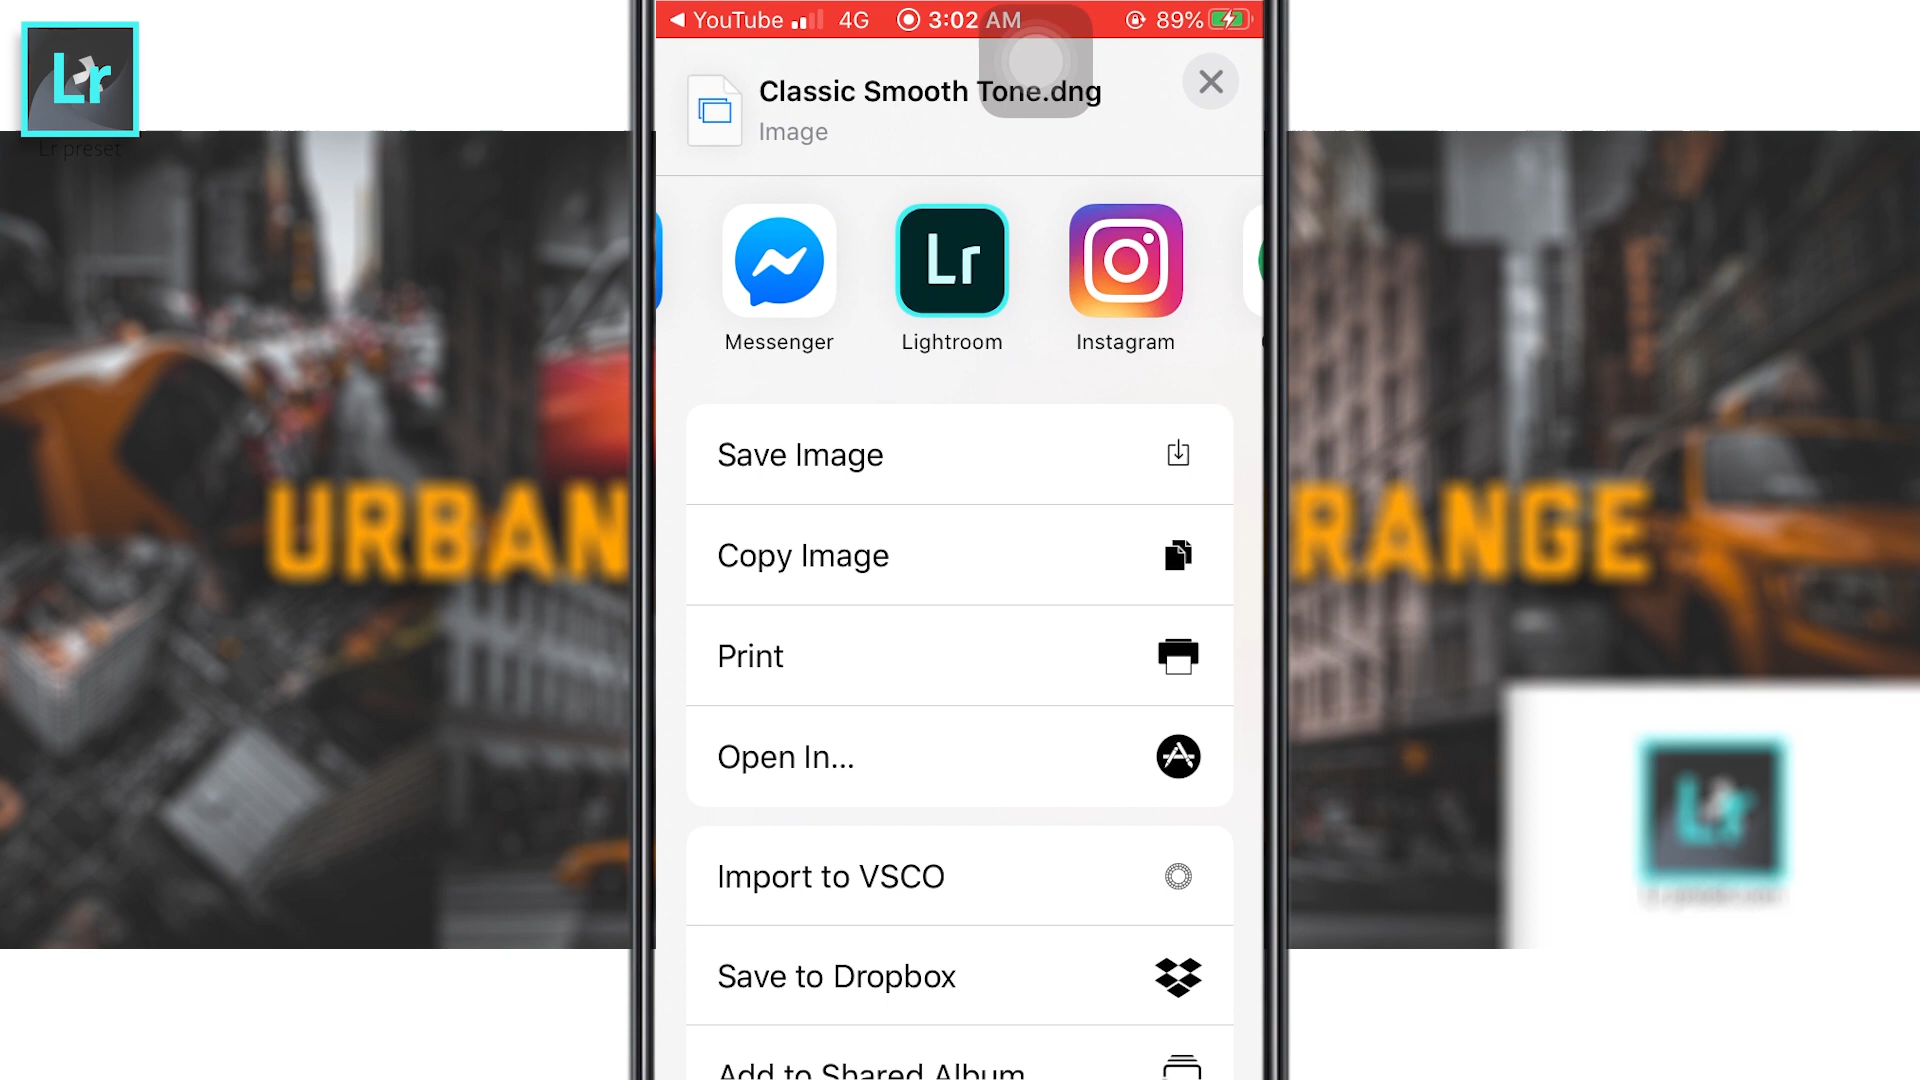 Lr
Lr preset
YouTube 4G 3:02 AM 89%
Classic Smooth Tone.dng
Image
Messenger
Lr
Lightroom
Instagram
Save Image
Copy Image
Print
Open In...
Import to VSCO
Save to Dropbox
Add to Shared Album
URBAN
RANGE
Lr